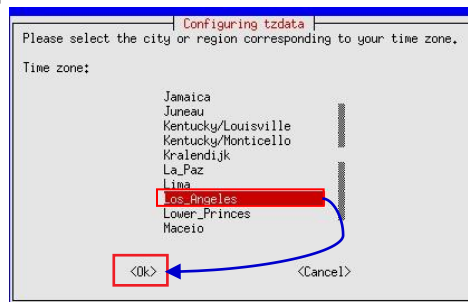 Configuring tzdata
Please select the city or region corresponding to your time zone.
Time zone:
Jamaica
Juneau
Kentucky/Louisville
Kentucky/Monticello
Kralendijk
La_Paz
Lima
Los_Angeles
Lower_Princes
Maceio
<Ok> <Cancel>